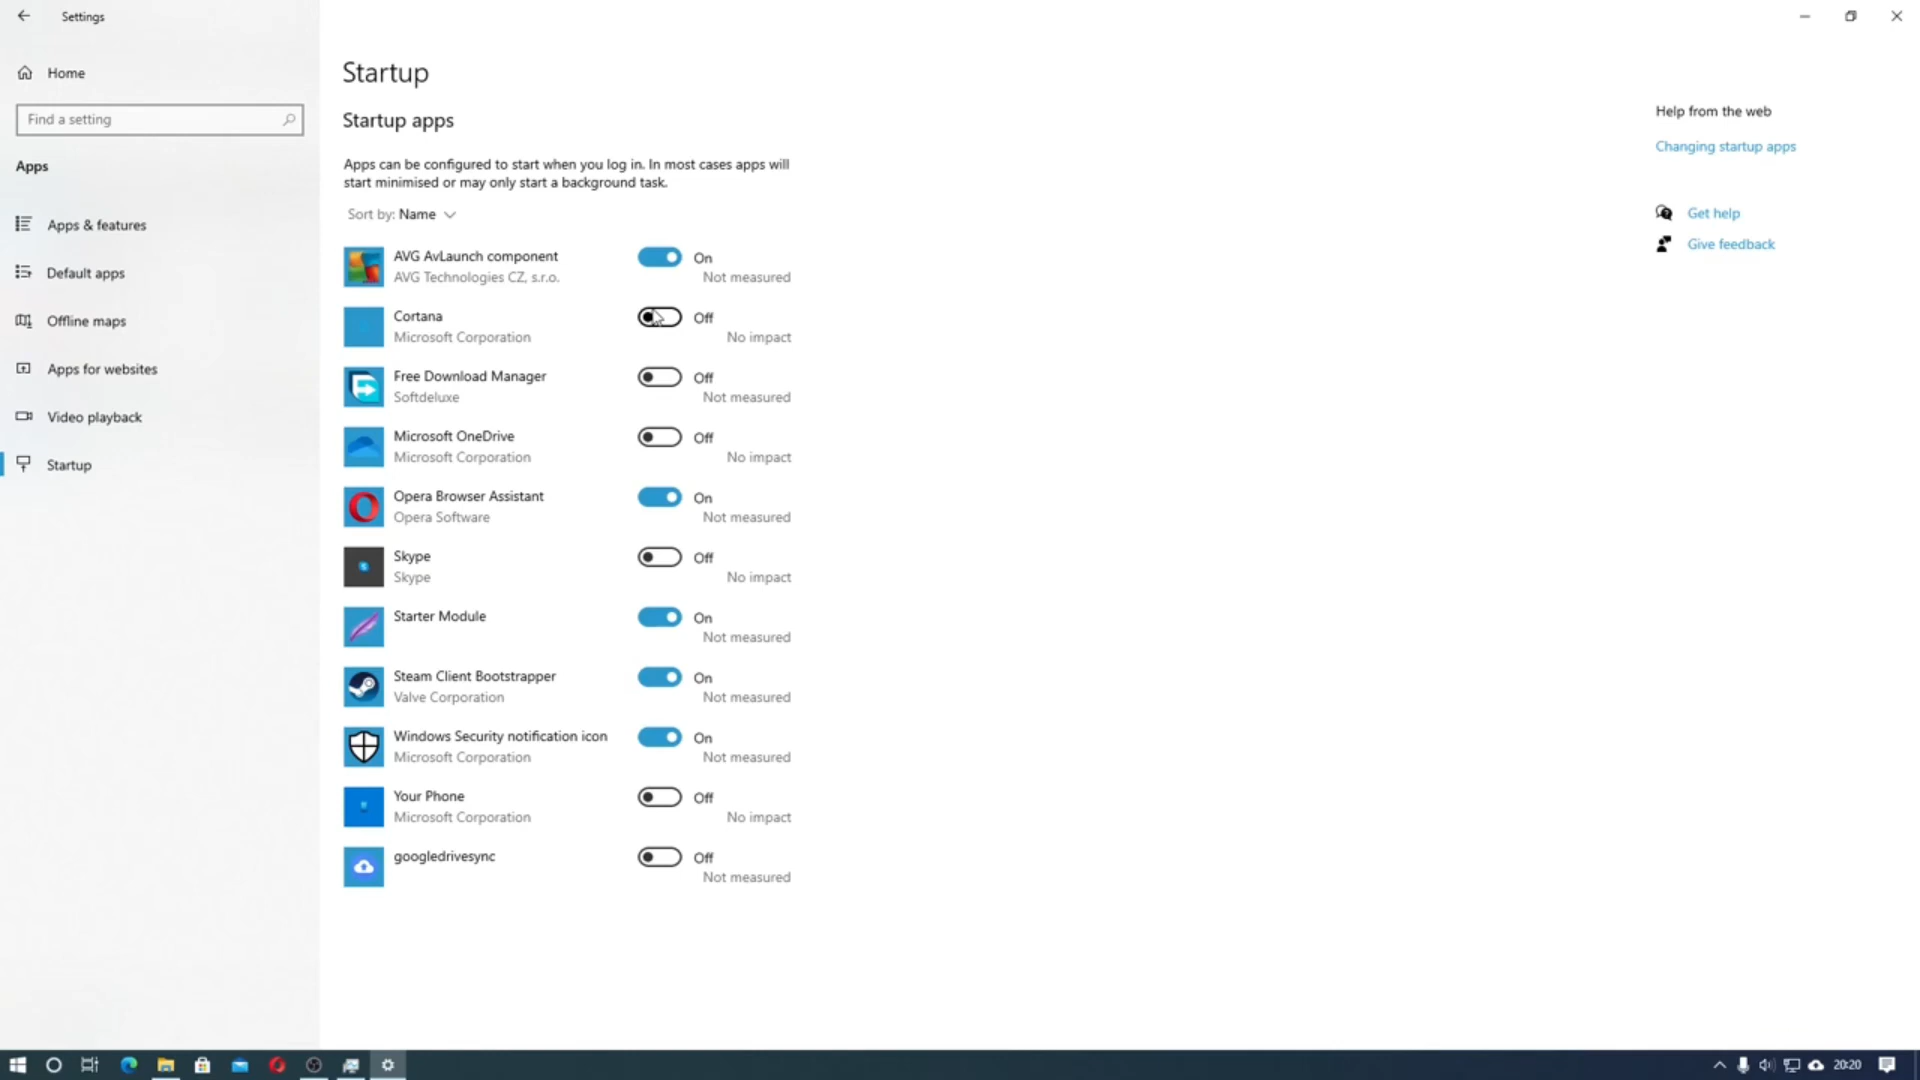 Settings
Home
Find a setting
Apps
Apps & features
Default apps
Offline maps
Apps for websites
Video playback
Startup
Startup
Startup apps
Apps can be configured to start when you log in. In most cases apps will
start minimised or may only start a background task.
Sort by: Name
AVG AvLaunch component
On
AVG Technologies CZ, s.r.o.
Not measured
Cortana
Off
Microsoft Corporation
No impact
Free Download Manager
Off
Softdeluxe
Not measured
Microsoft OneDrive
Off
Microsoft Corporation
No impact
Opera Browser Assistant
On
Opera Software
Not measured
Skype
Off
Skype
No impact
Starter Module
On
Not measured
Steam Client Bootstrapper
On
Valve Corporation
Not measured
Windows Security notification icon
On
Microsoft Corporation
Not measured
Your Phone
Off
Microsoft Corporation
No impact
googledrivesync
Off
Not measured
Help from the web
Changing startup apps
Get help
Give feedback
20:20